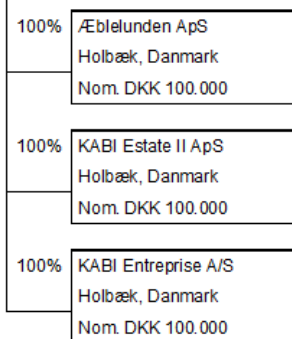 100% Æblelunden ApS
Holbæk, Danmark
Nom. DKK 100.000
100% KABI Estate II ApS
Holbæk, Danmark
Nom. DKK 100.000
100% KABI Entreprise A/S
Holbæk, Danmark
Nom. DKK 100.000